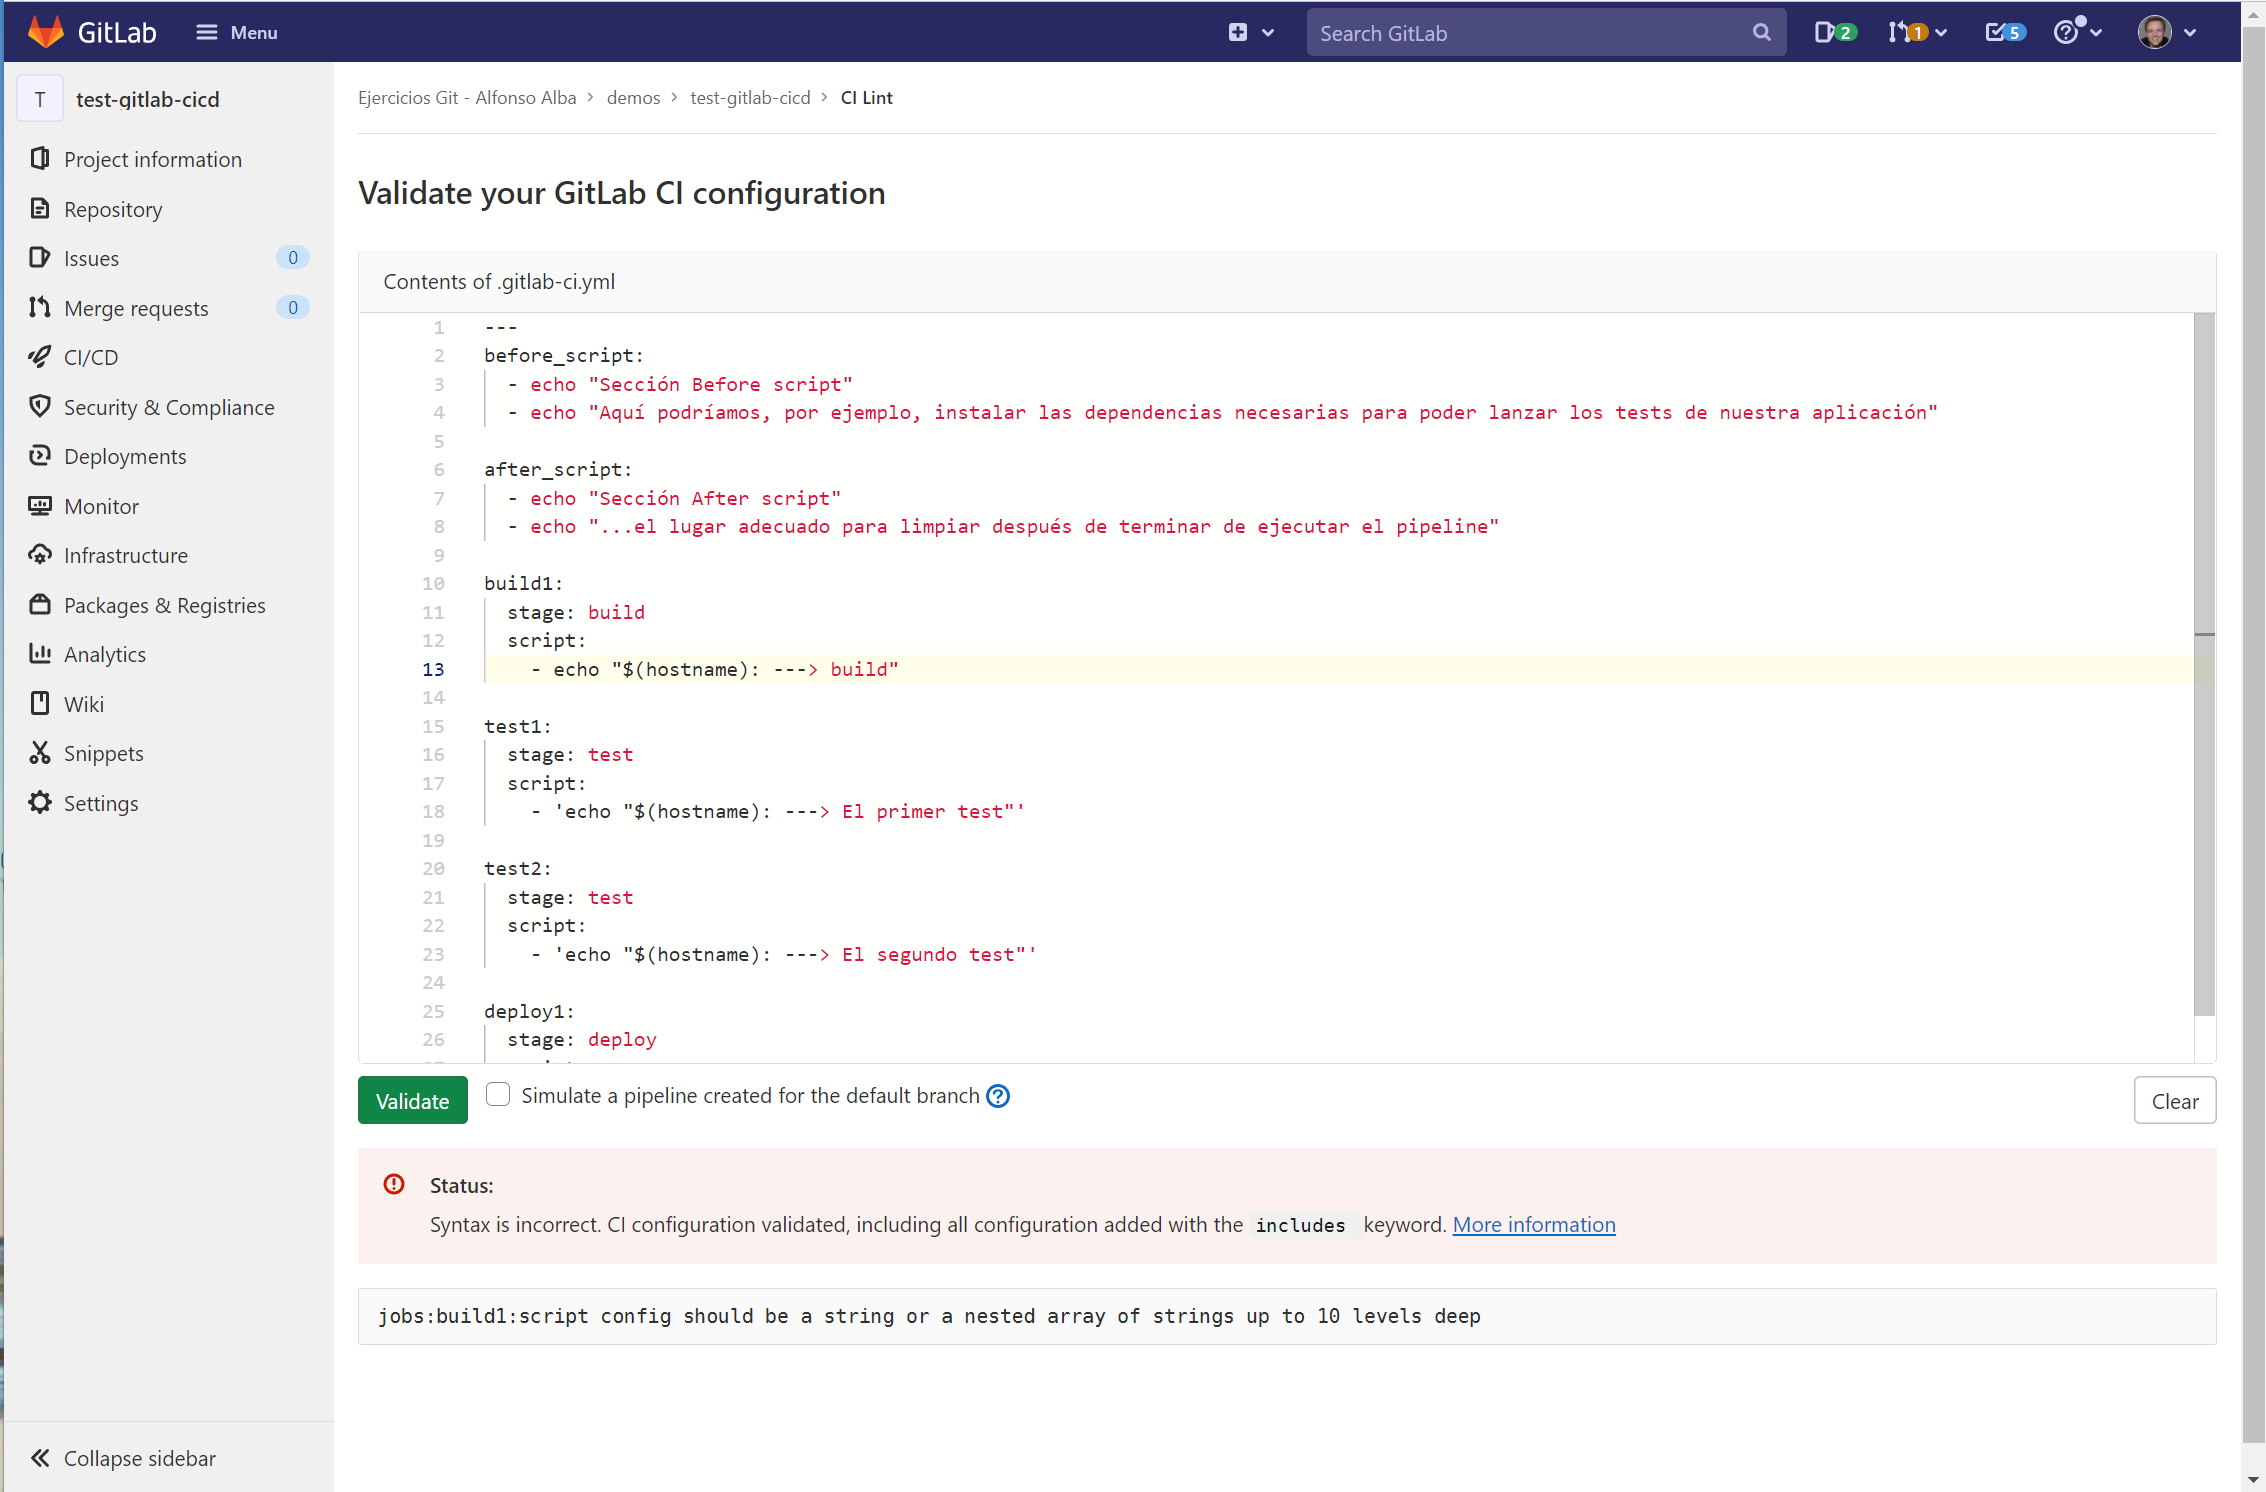 GitLab
Menu
Search GitLab
2
1
5
T
test-gitlab-cicd
Project information
Repository
Issues
0
Merge requests
0
CI/CD
Security & Compliance
Deployments
Monitor
Infrastructure
Packages & Registries
Analytics
Wiki
Snippets
Settings
Collapse sidebar
Ejercicios Git - Alfonso Alba > demos > test-gitlab-cicd > CI Lint
Validate your GitLab CI configuration
Contents of .gitlab-ci.yml
1 ---
2 before_script:
3   - echo "Sección Before script"
4   - echo "Aquí podríamos, por ejemplo, instalar las dependencias necesarias para poder lanzar los tests de nuestra aplicación"
5
6 after_script:
7   - echo "Sección After script"
8   - echo "...el lugar adecuado para limpiar después de terminar de ejecutar el pipeline"
9
10 build1:
11   stage: build
12   script:
13     - echo "$(hostname): ---> build"
14
15 test1:
16   stage: test
17   script:
18     - 'echo "$(hostname): ---> El primer test"'
19
20 test2:
21   stage: test
22   script:
23     - 'echo "$(hostname): ---> El segundo test"'
24
25 deploy1:
26   stage: deploy
Validate
Simulate a pipeline created for the default branch
Clear
Status:
Syntax is incorrect. CI configuration validated, including all configuration added with the includes keyword. More information
jobs:build1:script config should be a string or a nested array of strings up to 10 levels deep